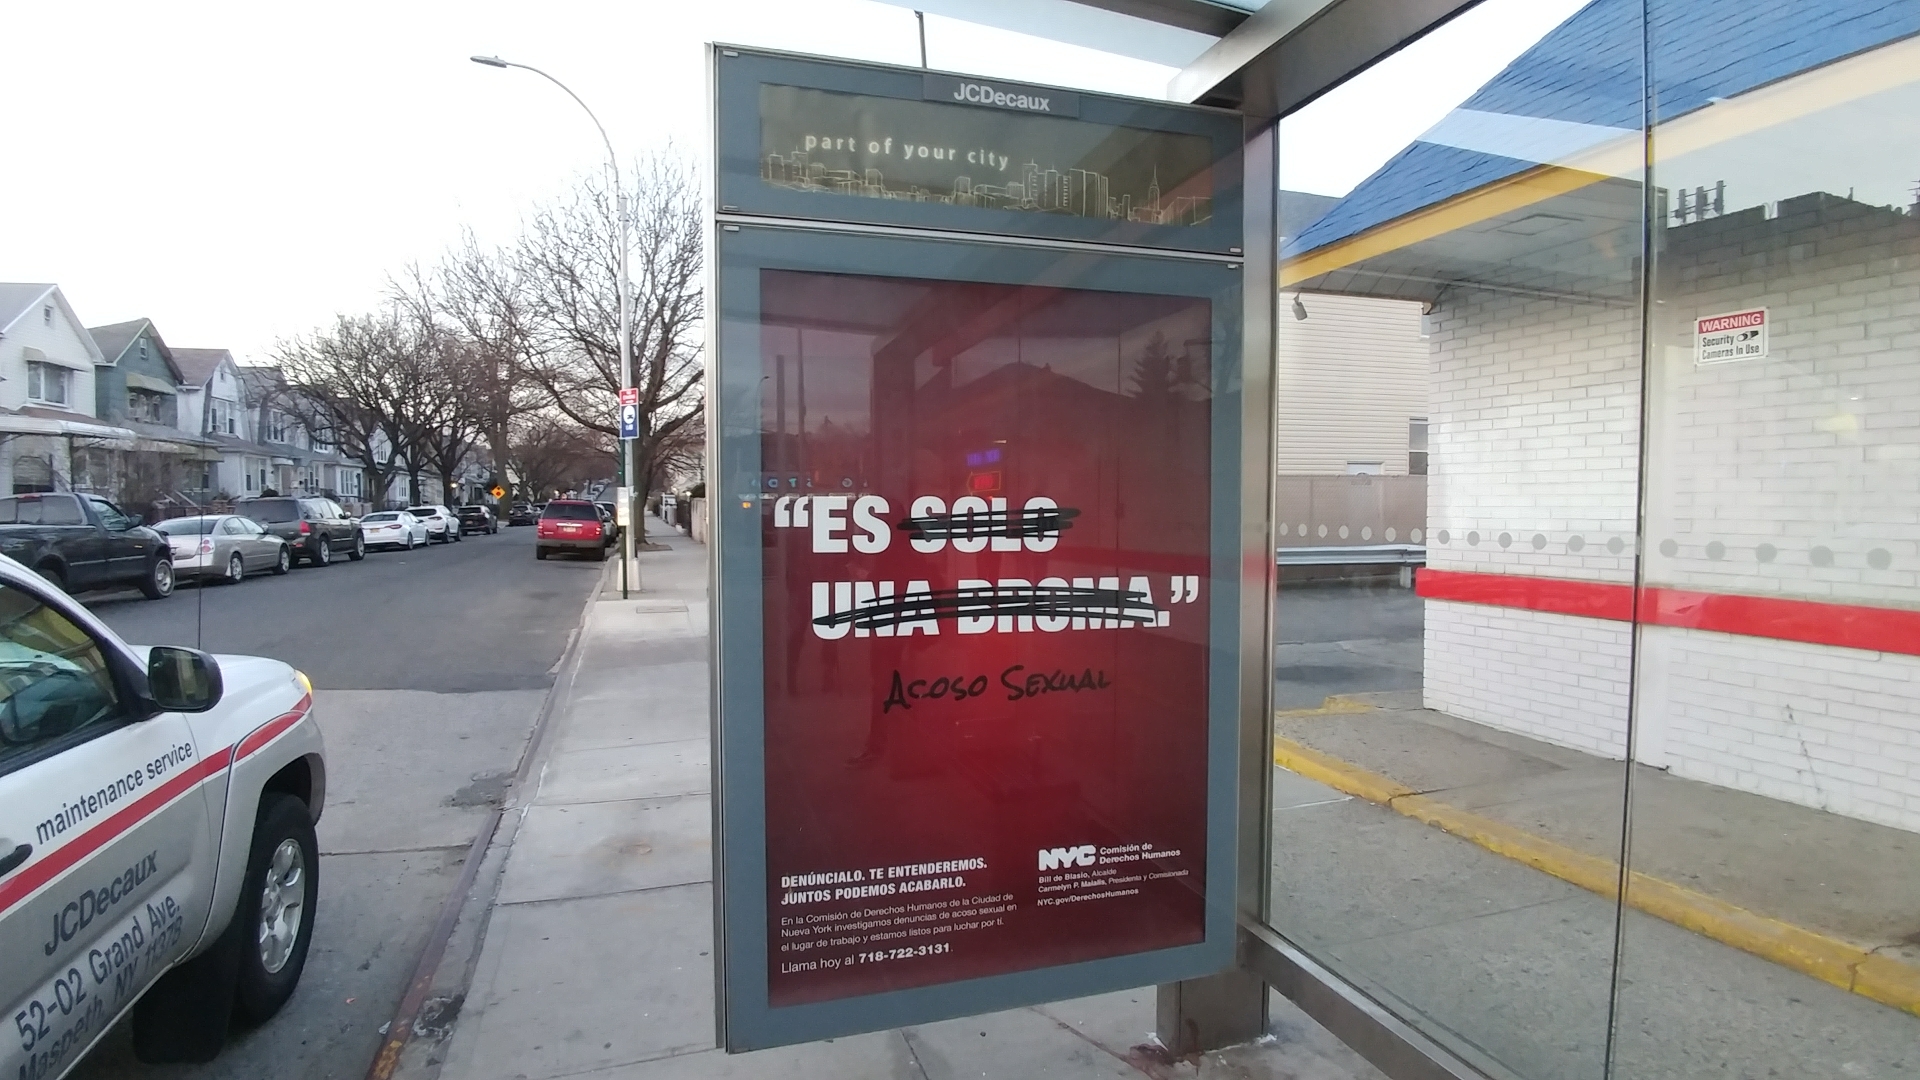 JCDecaux
part of your city
“ES SOLO
UNA BROMA.”
ACOSO SEXUAL
DENÚNCIALO. TE ENTENDEREMOS.
JUNTOS PODEMOS ACABARLO.
En la Comisión de Derechos Humanos de la Ciudad de
Nueva York investigamos denuncias de acoso sexual en
el lugar de trabajo y estamos listos para luchar por ti.
Llama hoy al 718-722-3131.
NYC Comisión de
Derechos Humanos
Bill de Blasio, Alcalde
Carmelyn P. Malalis, Presidenta y Comisionada
NYC.gov/DerechosHumanos
maintenance service
JCDecaux
52-02 Grand Ave.
Maspeth, NY 11378
WARNING
Security
Cameras In Use